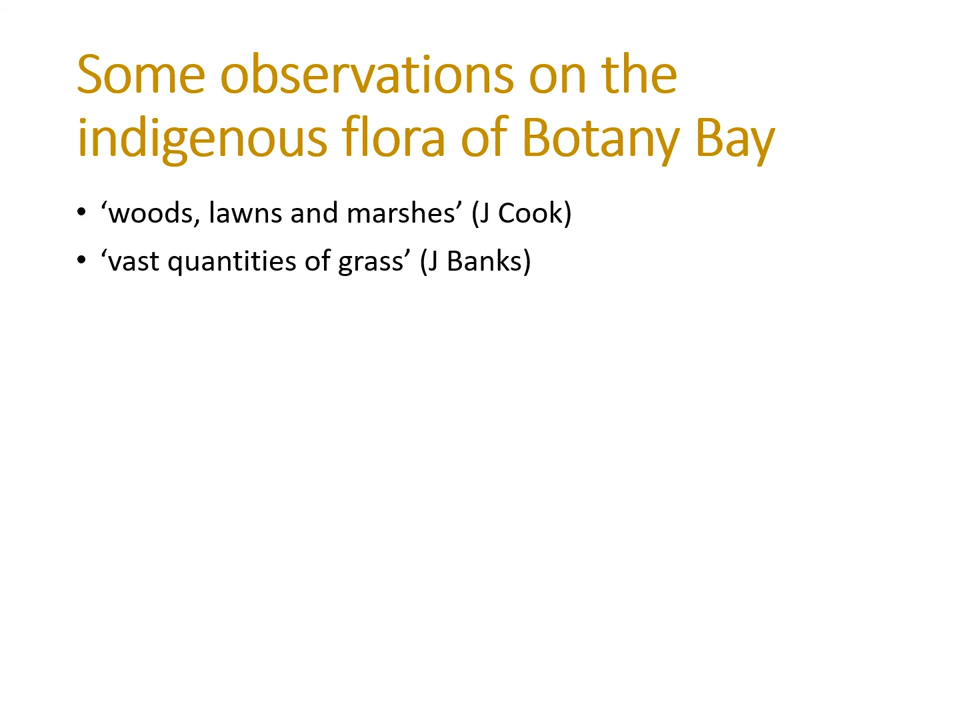 Some observations on the
indigenous flora of Botany Bay
• ‘woods, lawns and marshes’ (J Cook)
• ‘vast quantities of grass’ (J Banks)